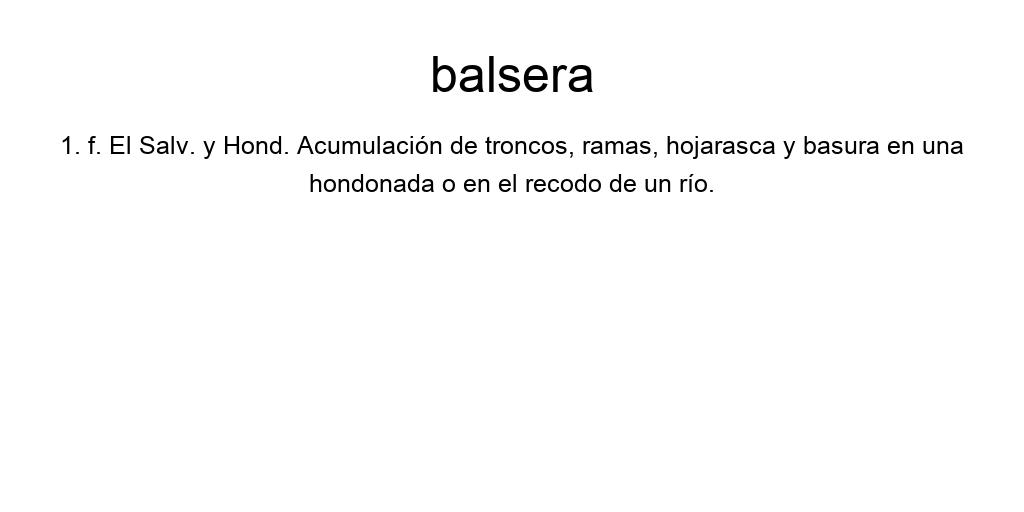 balsera
1. f. El Salv. y Hond. Acumulación de troncos, ramas, hojarasca y basura en una
hondonada o en el recodo de un río.